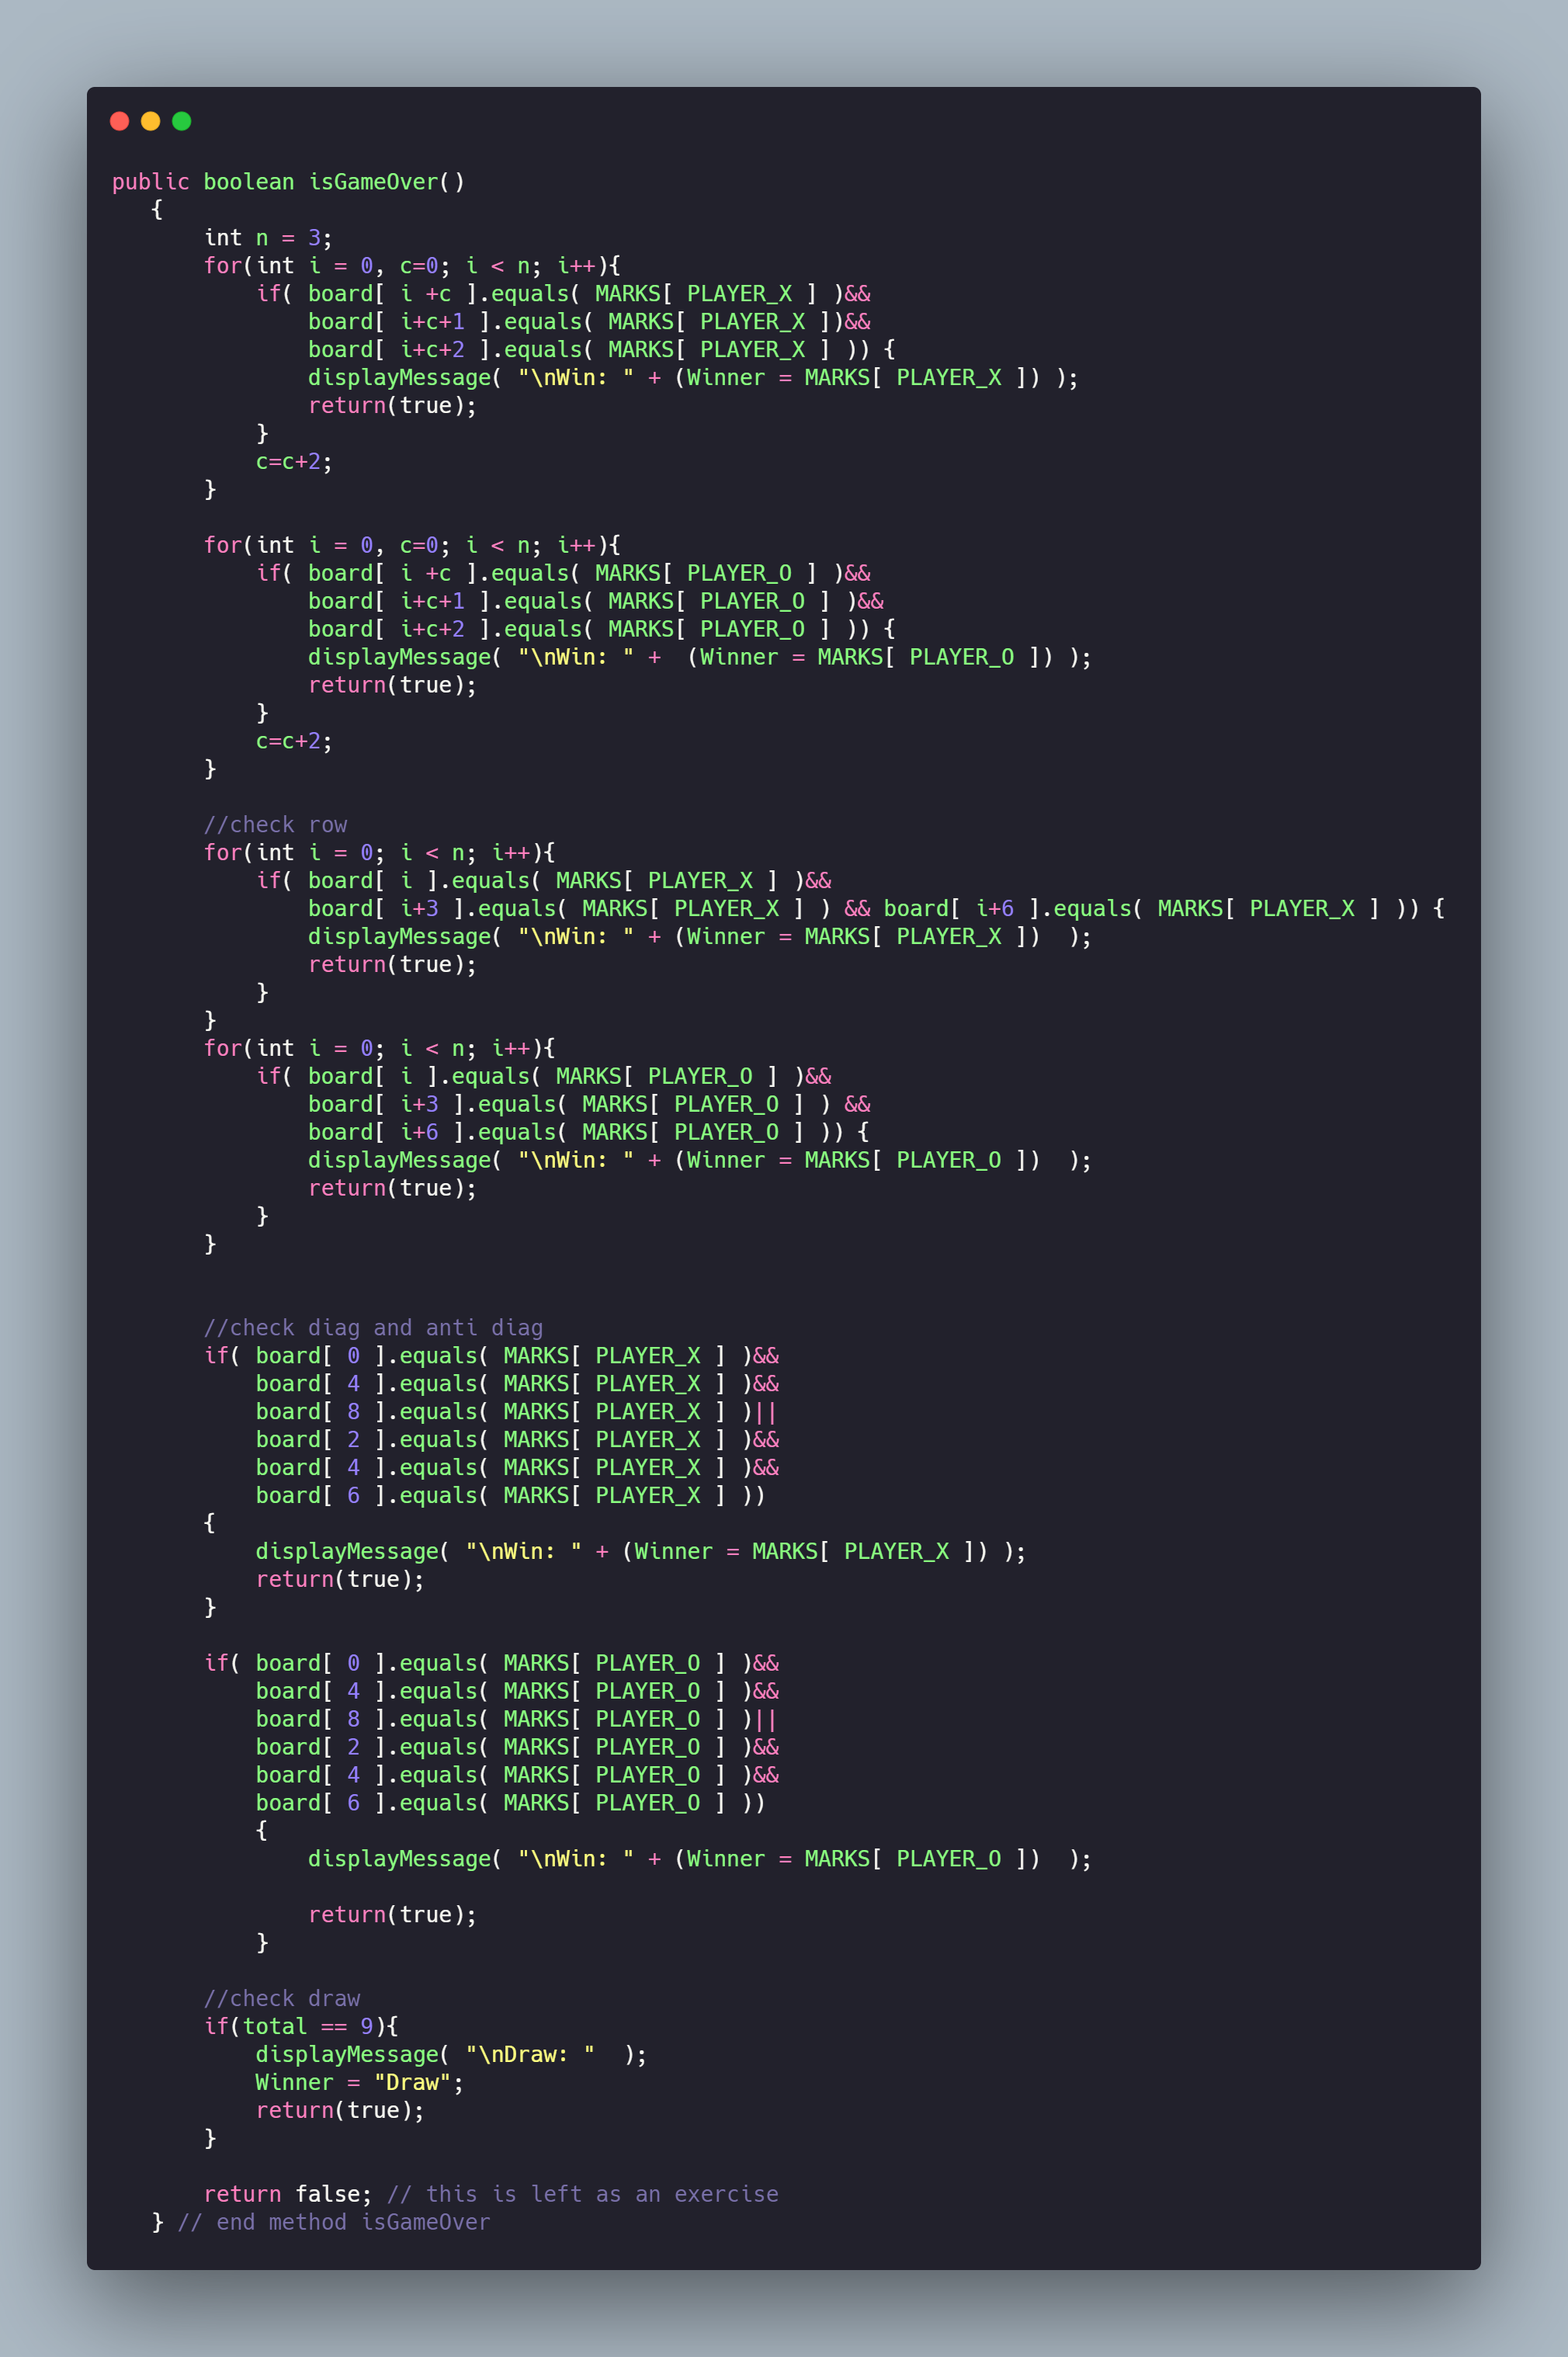 public boolean isGameOver()
   {
       int n = 3;
       for(int i = 0, c=0; i < n; i++){
           if( board[ i +c ].equals( MARKS[ PLAYER_X ] )&&
               board[ i+c+1 ].equals( MARKS[ PLAYER_X ])&&
               board[ i+c+2 ].equals( MARKS[ PLAYER_X ] )) {
               displayMessage( "\nWin: " + (Winner = MARKS[ PLAYER_X ]) );
               return(true);
           }
           c=c+2;
       }

       for(int i = 0, c=0; i < n; i++){
           if( board[ i +c ].equals( MARKS[ PLAYER_O ] )&&
               board[ i+c+1 ].equals( MARKS[ PLAYER_O ] )&&
               board[ i+c+2 ].equals( MARKS[ PLAYER_O ] )) {
               displayMessage( "\nWin: " +  (Winner = MARKS[ PLAYER_O ]) );
               return(true);
           }
           c=c+2;
       }

       //check row
       for(int i = 0; i < n; i++){
           if( board[ i ].equals( MARKS[ PLAYER_X ] )&&
               board[ i+3 ].equals( MARKS[ PLAYER_X ] ) && board[ i+6 ].equals( MARKS[ PLAYER_X ] )) {
               displayMessage( "\nWin: " + (Winner = MARKS[ PLAYER_X ])  );
               return(true);
           }
       }
       for(int i = 0; i < n; i++){
           if( board[ i ].equals( MARKS[ PLAYER_O ] )&&
               board[ i+3 ].equals( MARKS[ PLAYER_O ] ) &&
               board[ i+6 ].equals( MARKS[ PLAYER_O ] )) {
               displayMessage( "\nWin: " + (Winner = MARKS[ PLAYER_O ])  );
               return(true);
           }
       }


       //check diag and anti diag
       if( board[ 0 ].equals( MARKS[ PLAYER_X ] )&&
           board[ 4 ].equals( MARKS[ PLAYER_X ] )&&
           board[ 8 ].equals( MARKS[ PLAYER_X ] )||
           board[ 2 ].equals( MARKS[ PLAYER_X ] )&&
           board[ 4 ].equals( MARKS[ PLAYER_X ] )&&
           board[ 6 ].equals( MARKS[ PLAYER_X ] ))
       {
           displayMessage( "\nWin: " + (Winner = MARKS[ PLAYER_X ]) );
           return(true);
       }

       if( board[ 0 ].equals( MARKS[ PLAYER_O ] )&&
           board[ 4 ].equals( MARKS[ PLAYER_O ] )&&
           board[ 8 ].equals( MARKS[ PLAYER_O ] )||
           board[ 2 ].equals( MARKS[ PLAYER_O ] )&&
           board[ 4 ].equals( MARKS[ PLAYER_O ] )&&
           board[ 6 ].equals( MARKS[ PLAYER_O ] ))
           {
               displayMessage( "\nWin: " + (Winner = MARKS[ PLAYER_O ])  );

               return(true);
           }

       //check draw
       if(total == 9){
           displayMessage( "\nDraw: "  );
           Winner = "Draw";
           return(true);
       }

       return false; // this is left as an exercise
   } // end method isGameOver